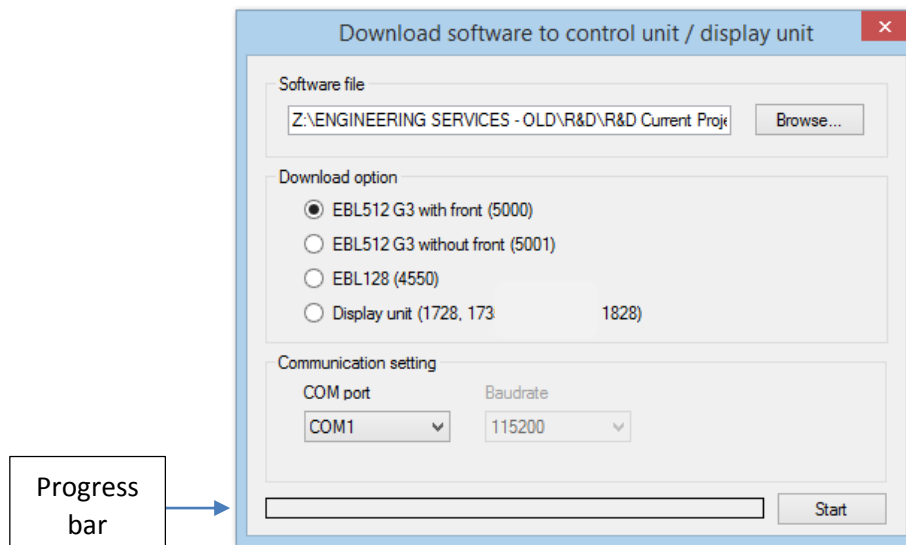 Download software to control unit / display unit
Software file
Z:\ENGINEERING SERVICES - OLD\R&D\R&D Current Proje
Browse...
Download option
EBL512 G3 with front (5000)
EBL512 G3 without front (5001)
EBL128 (4550)
Display unit (1728, 173 1828)
Communication setting
COM port Baudrate
COM1 115200
Progress
bar
Start